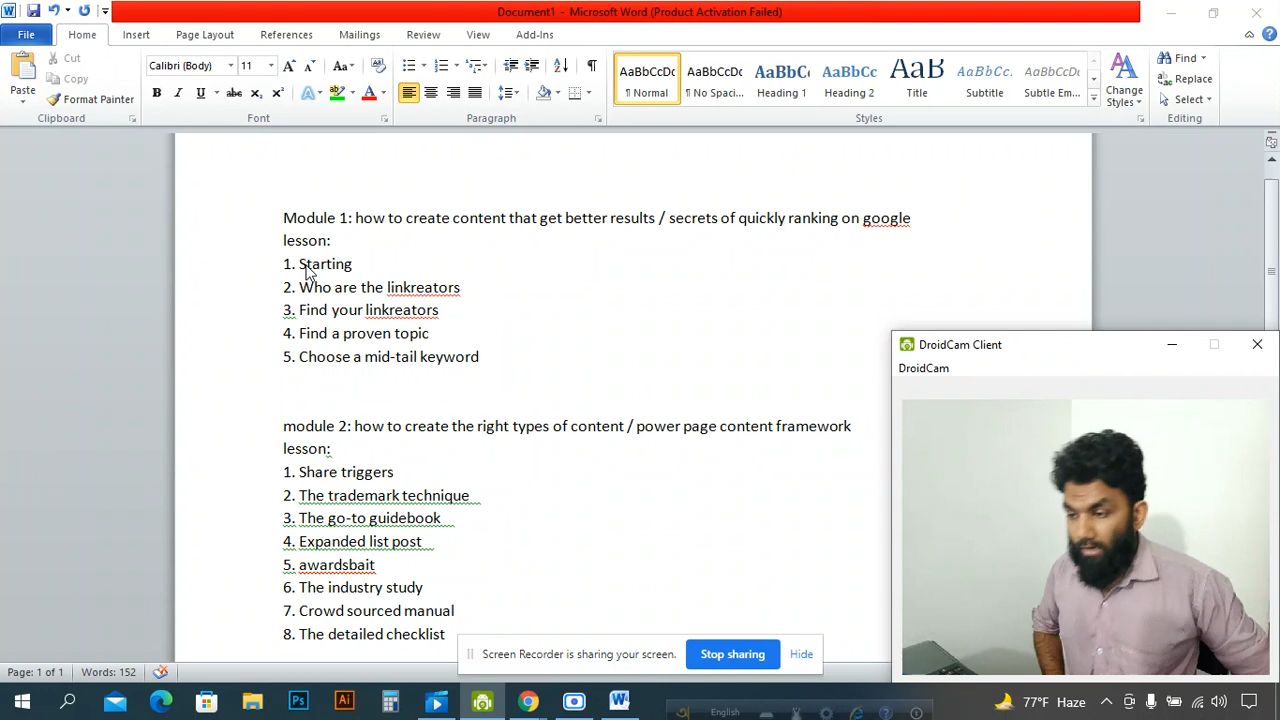 Document1 - Microsoft Word (Product Activation Failed)
File Home Insert Page Layout References Mailings Review View Add-Ins
Paste
Cut
Copy
Format Painter
Clipboard
Calibri (Body) 11
Font
Paragraph
AaBbCcDc AaBbCcDc AaBbCc AaBbCc AaB AaBbCcD AaBbCcDc
¶ Normal ¶ No Spaci... Heading 1 Heading 2 Title Subtitle Subtle Em...
Change Styles
Styles
Find
Replace
Select
Editing
Module 1: how to create content that get better results / secrets of quickly ranking on google
lesson:
1. Starting
2. Who are the linkreators
3. Find your linkreators
4. Find a proven topic
5. Choose a mid-tail keyword
module 2: how to create the right types of content / power page content framework
lesson:
1. Share triggers
2. The trademark technique
3. The go-to guidebook
4. Expanded list post
5. awardsbait
6. The industry study
7. Crowd sourced manual
8. The detailed checklist
DroidCam Client
DroidCam
Screen Recorder is sharing your screen. Stop sharing Hide
Page: 1 of 1 Words: 152
English
77°F Haze